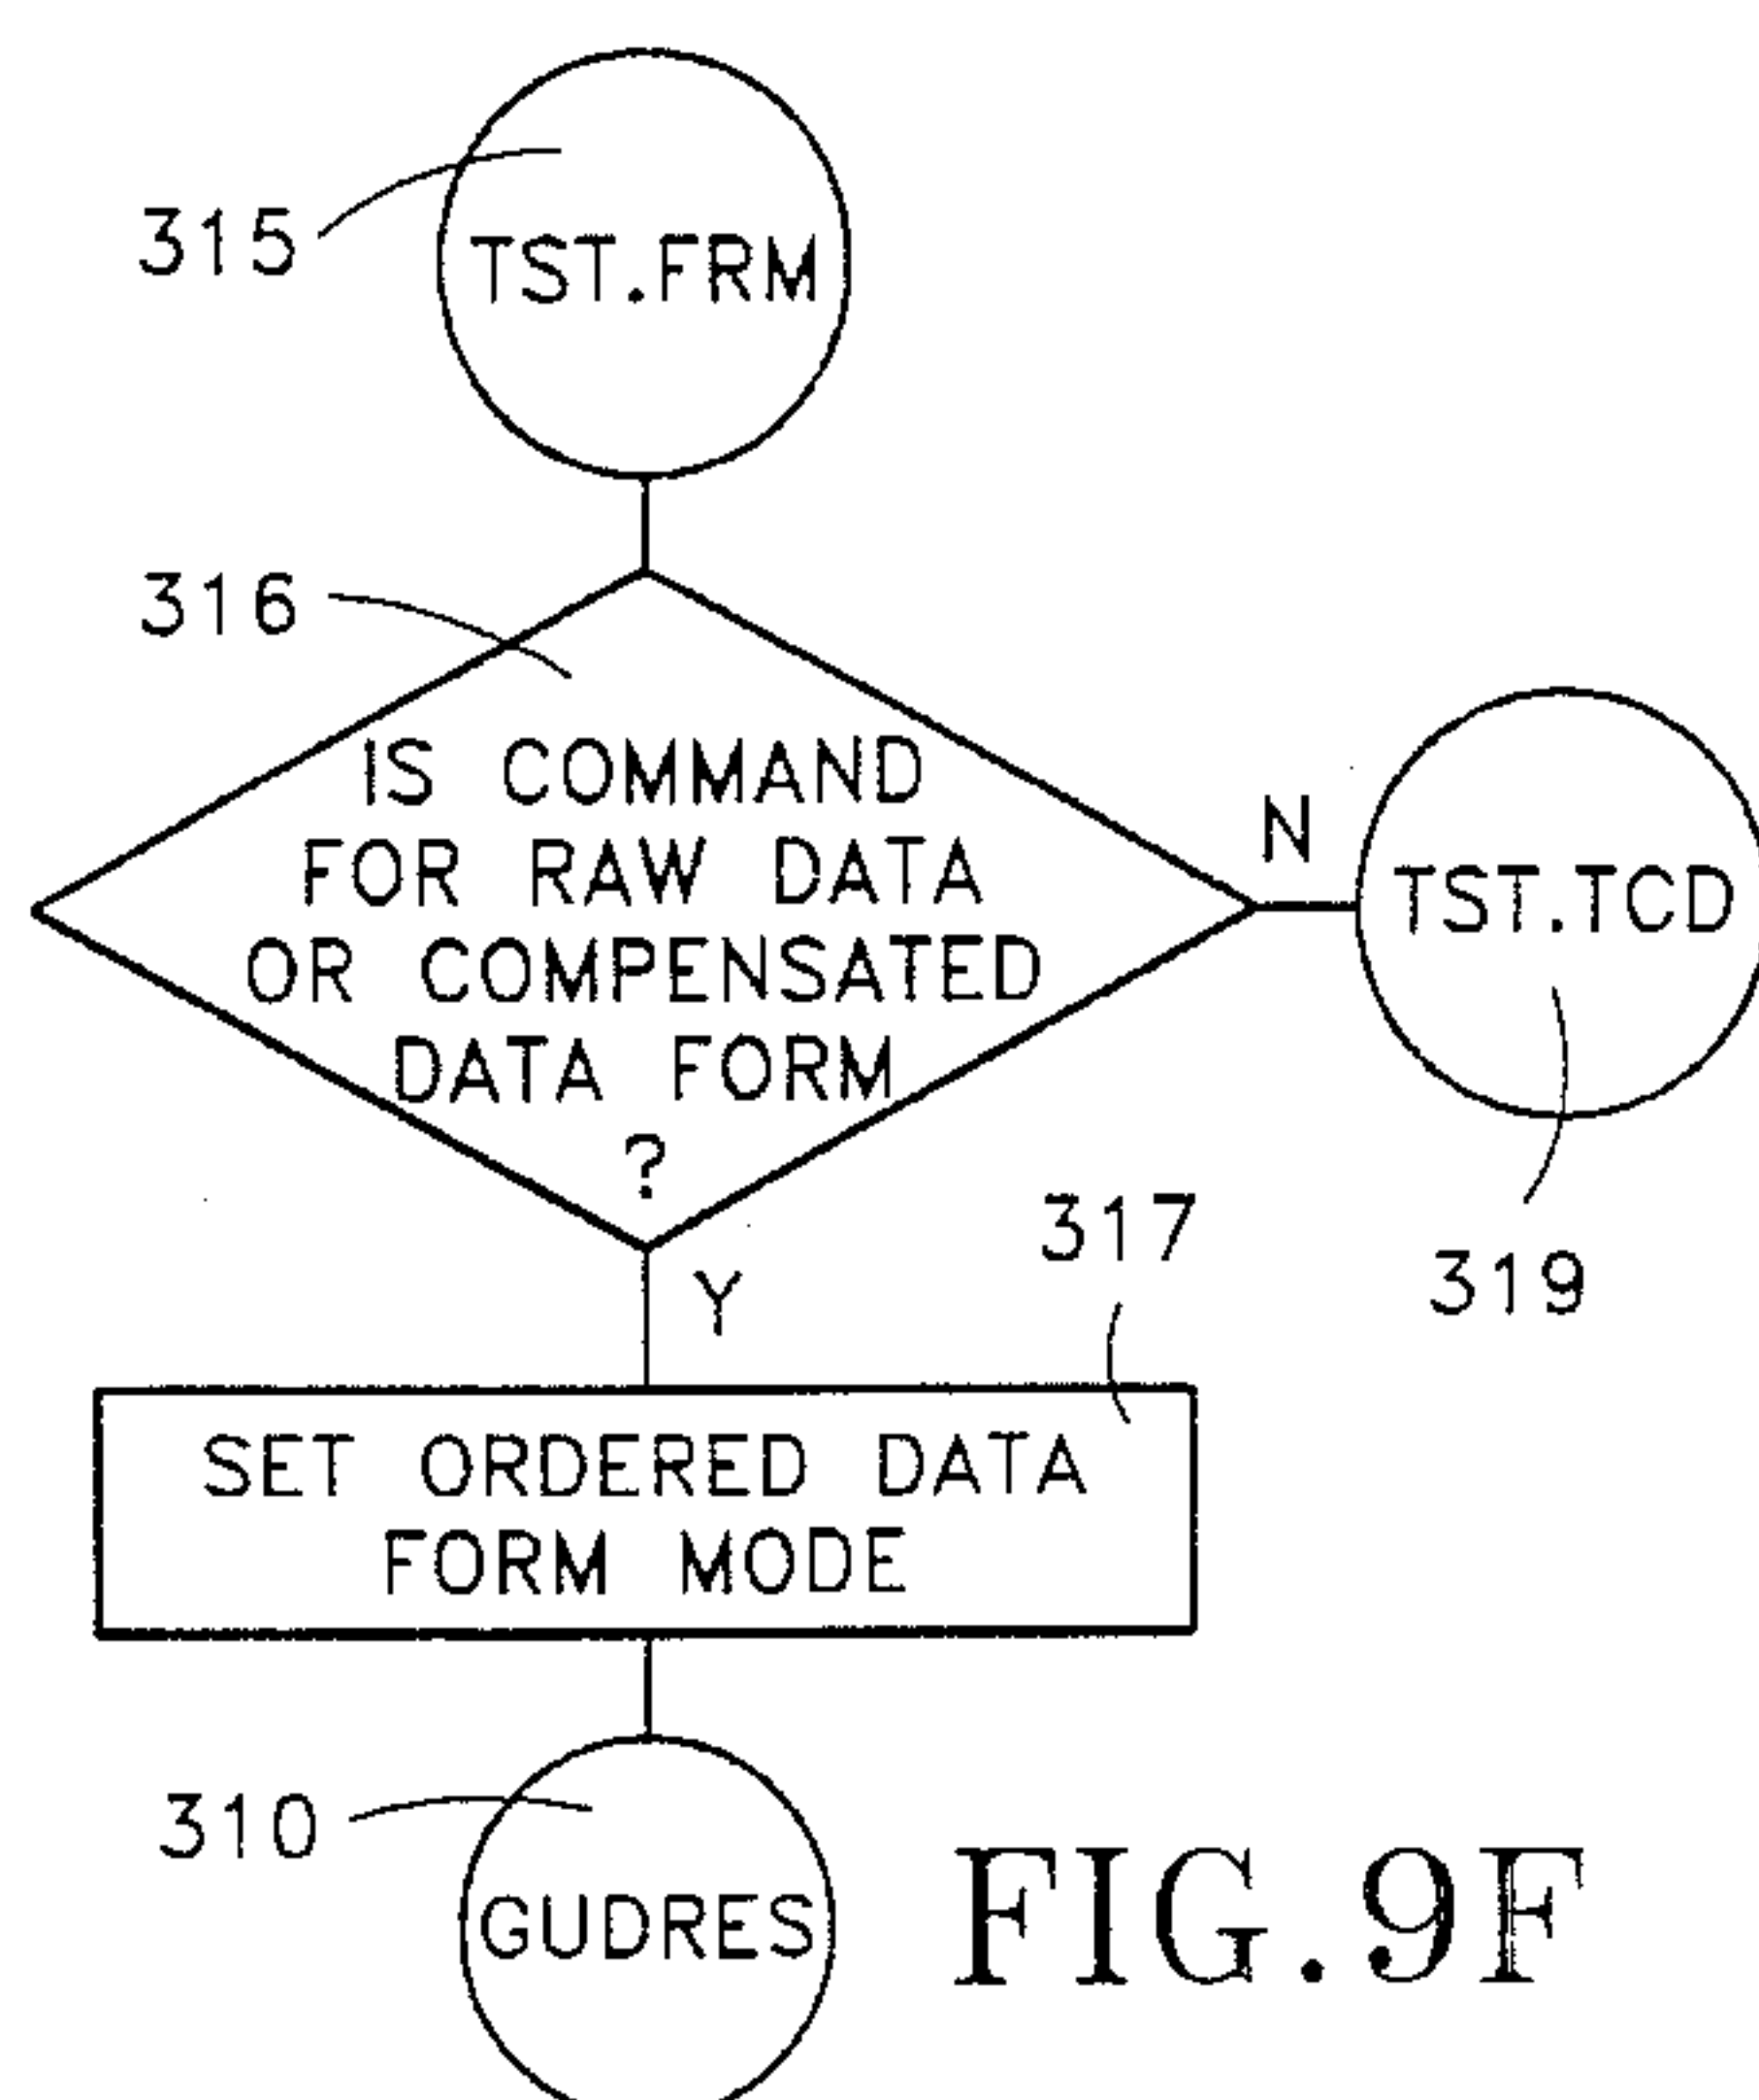 315
TST.FRM
316
IS COMMAND
FOR RAW DATA
OR COMPENSATED
DATA FORM
?
N
TST.TCD
319
Y
317
SET ORDERED DATA
FORM MODE
310
GUDRES
FIG.9F